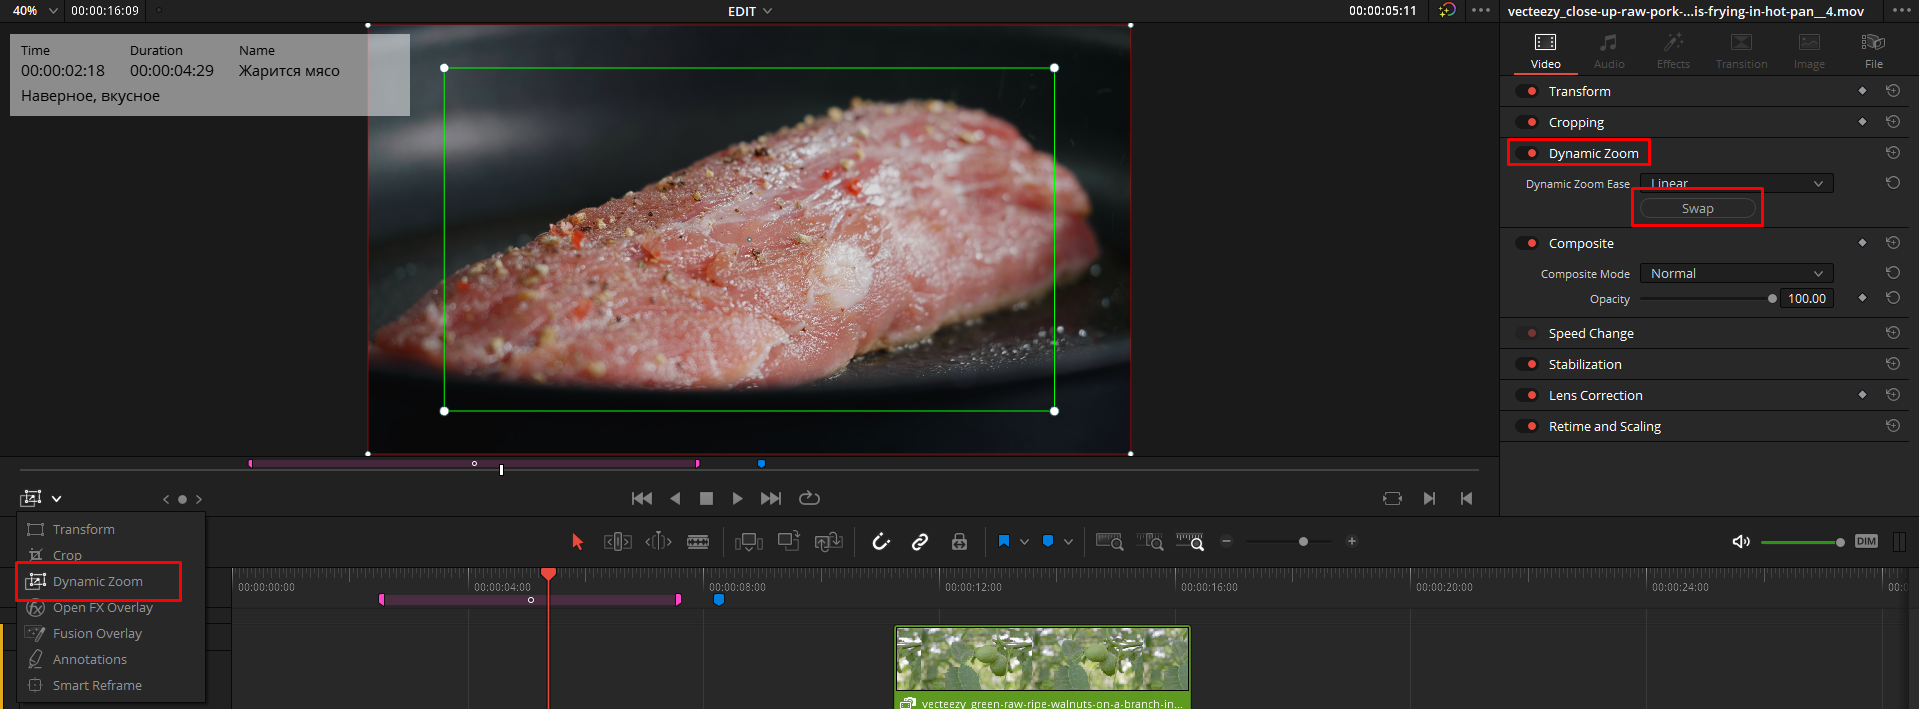 40% 00:00:16:09 EDIT 00:00:05:11 vecteezy_close-up-raw-pork-...is-frying-in-hot-pan__4.mov
Time Duration Name
00:00:02:18 00:00:04:29 Жарится мясо
Наверное, вкусное
Video Audio Effects Transition Image File
Transform
Cropping
Dynamic Zoom
Dynamic Zoom Ease Linear
Swap
Composite
Composite Mode Normal
Opacity 100.00
Speed Change
Stabilization
Lens Correction
Retime and Scaling
Transform
Crop
Dynamic Zoom
Open FX Overlay
Fusion Overlay
Annotations
Smart Reframe
DIM
00:00:00:00 00:00:04:00 00:00:08:00 00:00:12:00 00:00:16:00 00:00:20:00 00:00:24:00
vecteezy_green-raw-ripe-walnuts-on-a-branch-in...